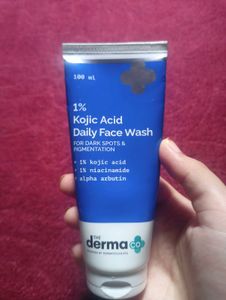 100 ml
1%
Kojic Acid
Daily Face Wash
FOR DARK SPOTS &
PIGMENTATION
+ 1% kojic acid
+ 1% niacinamide
+ alpha arbutin
THE
derma co